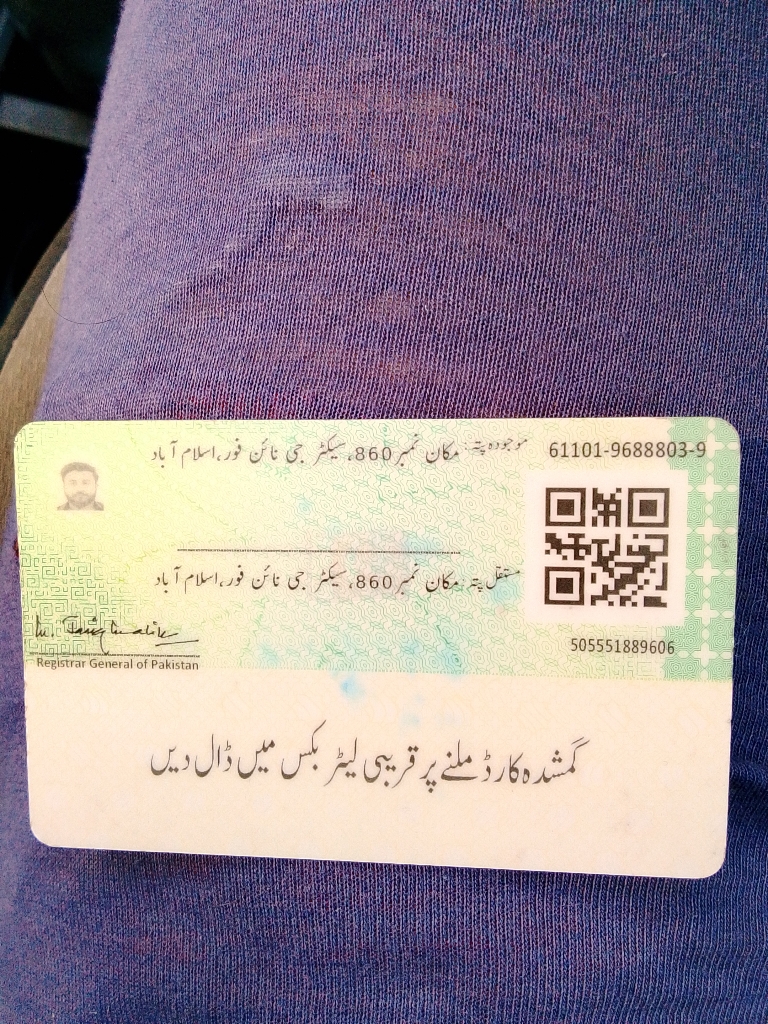 61101-9688803-9
موجودہ پتہ: مکان نمبر 860، سیکٹر جی نائن فور، اسلام آباد
مستقل پتہ: مکان نمبر 860، سیکٹر جی نائن فور، اسلام آباد
505551889606
Registrar General of Pakistan
گمشدہ کارڈ ملنے پر قریبی لیٹر بکس میں ڈال دیں